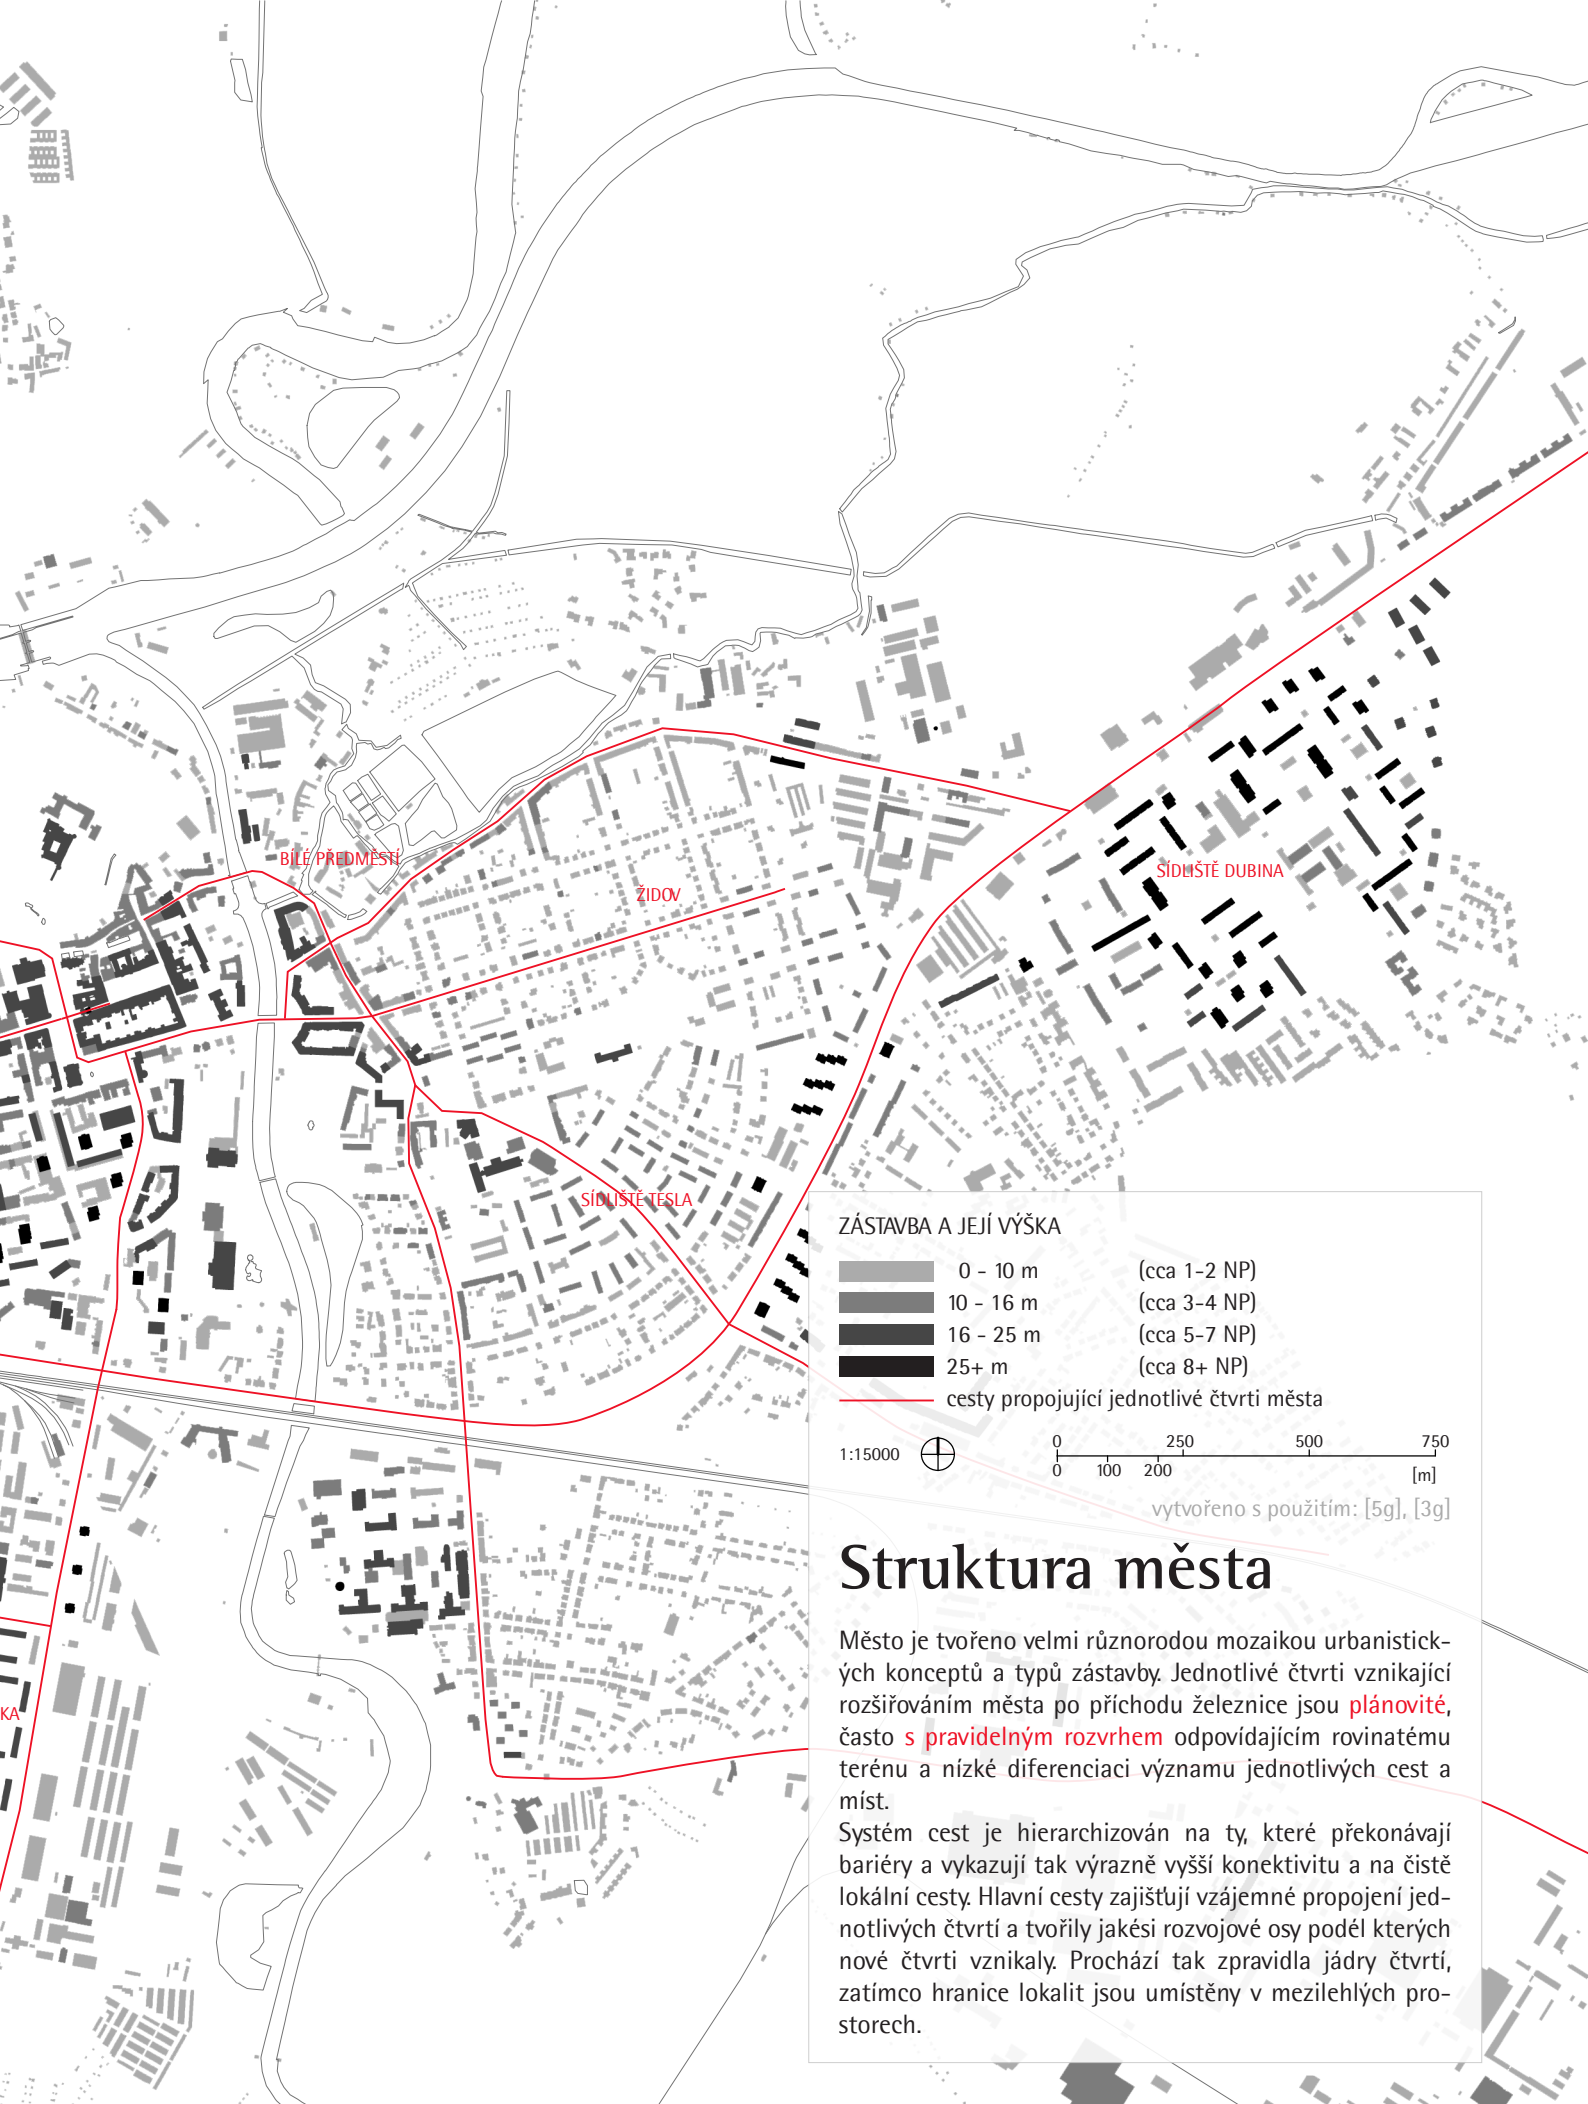 BÍLÉ PŘEDMĚSTÍ
ŽIDOV
SÍDLIŠTĚ DUBINA
SÍDLIŠTĚ TESLA
KA
ZÁSTAVBA A JEJÍ VÝŠKA
0 - 10 m (cca 1-2 NP)
10 - 16 m (cca 3-4 NP)
16 - 25 m (cca 5-7 NP)
25+ m (cca 8+ NP)
cesty propojující jednotlivé čtvrti města
1:15000
0 250 500 750
0 100 200 [m]
vytvořeno s použitím: [5g], [3g]
Struktura města
Město je tvořeno velmi různorodou mozaikou urbanistick-
ých konceptů a typů zástavby. Jednotlivé čtvrti vznikající
rozšiřováním města po příchodu železnice jsou plánovité,
často s pravidelným rozvrhem odpovídajícím rovinatému
terénu a nízké diferenciaci významu jednotlivých cest a
míst.
Systém cest je hierarchizován na ty, které překonávají
bariéry a vykazují tak výrazně vyšší konektivitu a na čistě
lokální cesty. Hlavní cesty zajišťují vzájemné propojení jed-
notlivých čtvrtí a tvořily jakési rozvojové osy podél kterých
nové čtvrti vznikaly. Prochází tak zpravidla jádry čtvrtí,
zatímco hranice lokalit jsou umístěny v mezilehlých pro-
storech.